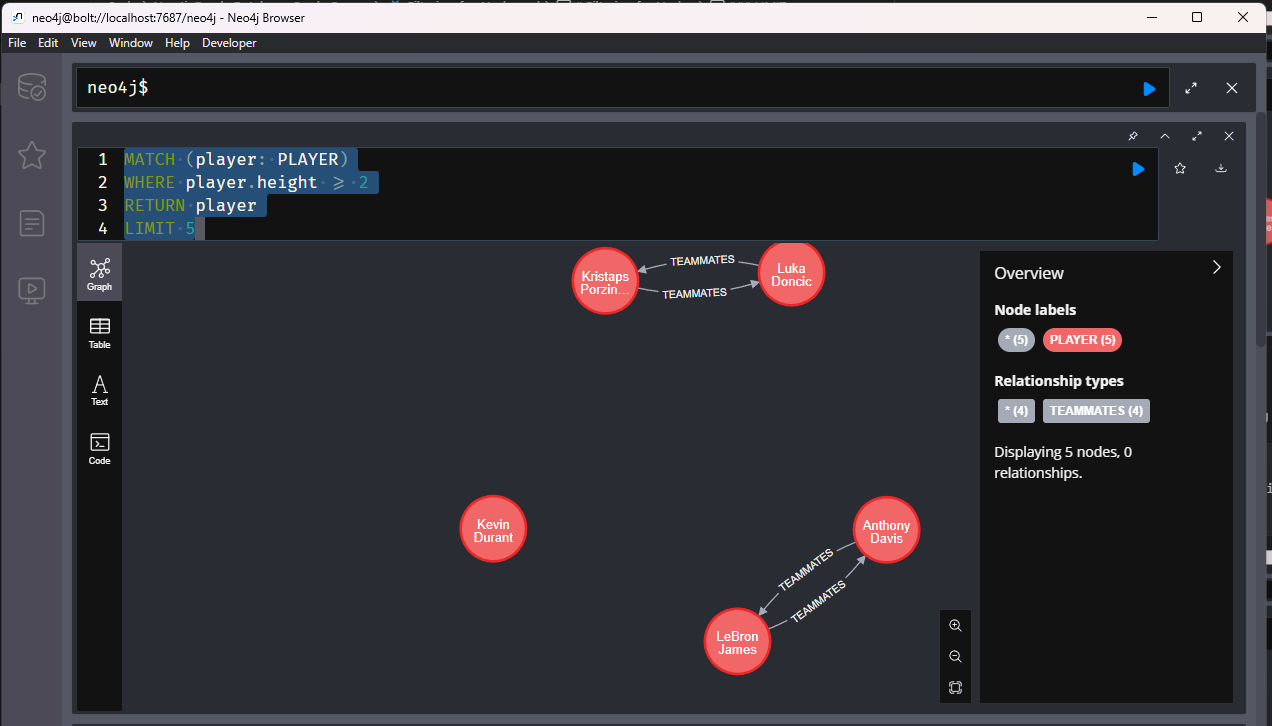 neo4j@bolt://localhost:7687/neo4j - Neo4j Browser
File Edit View Window Help Developer
neo4j$
1 MATCH (player: PLAYER)
2 WHERE player.height >= 2
3 RETURN player
4 LIMIT 5
Graph
Table
Text
Code
Kristaps
Porzin...
TEAMMATES
TEAMMATES
Luka
Doncic
Kevin
Durant
Anthony
Davis
TEAMMATES
TEAMMATES
LeBron
James
Overview
Node labels
* (5) PLAYER (5)
Relationship types
* (4) TEAMMATES (4)
Displaying 5 nodes, 0
relationships.